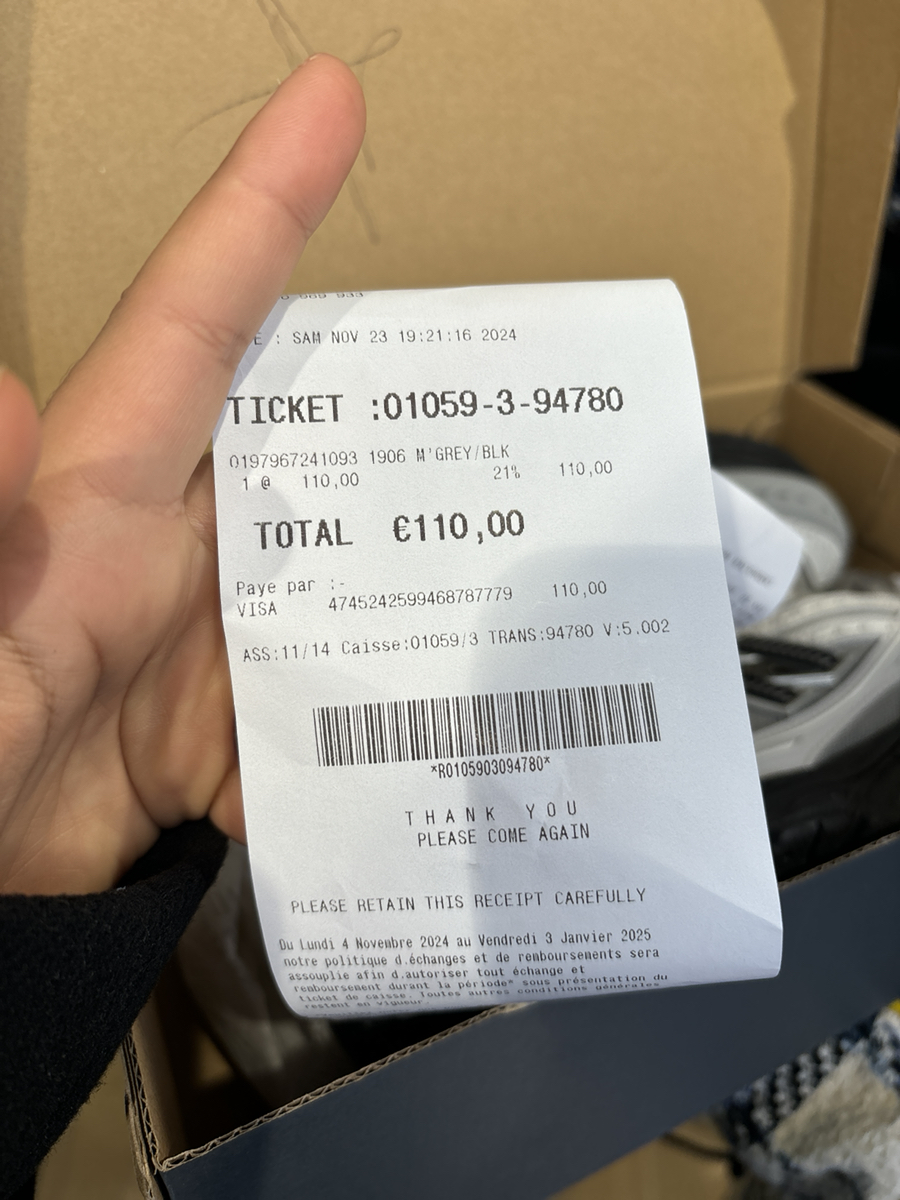 E : SAM NOV 23 19:21:16 2024
TICKET :01059-3-94780
0197967241093 1906 M'GREY/BLK
1 @ 110,00 21% 110,00
TOTAL €110,00
Paye par :-
VISA 4745242599468787779 110,00
ASS:11/14 Caisse:01059/3 TRANS:94780 V:5.002
*R0105903094780*
THANK YOU
PLEASE COME AGAIN
PLEASE RETAIN THIS RECEIPT CAREFULLY
Du Lundi 4 Novembre 2024 au Vendredi 3 Janvier 2025
notre politique d.échanges et de remboursements sera
assouplie afin d.autoriser tout échange et
remboursement durant la période* sous présentation du
ticket de caisse. Toutes autres conditions générales
restent en vigueur.